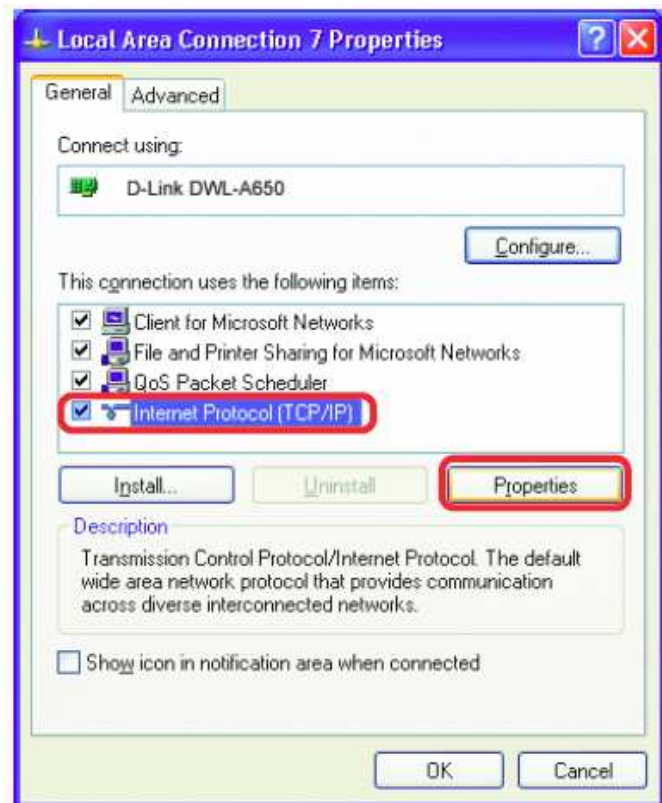 Local Area Connection 7 Properties
General
Advanced
Connect using:
D-Link DWL-A650
Configure...
This connection uses the following items:
Client for Microsoft Networks
File and Printer Sharing for Microsoft Networks
QoS Packet Scheduler
Internet Protocol (TCP/IP)
Install...
Uninstall
Properties
Description
Transmission Control Protocol/Internet Protocol. The default
wide area network protocol that provides communication
across diverse interconnected networks.
Show icon in notification area when connected
OK
Cancel